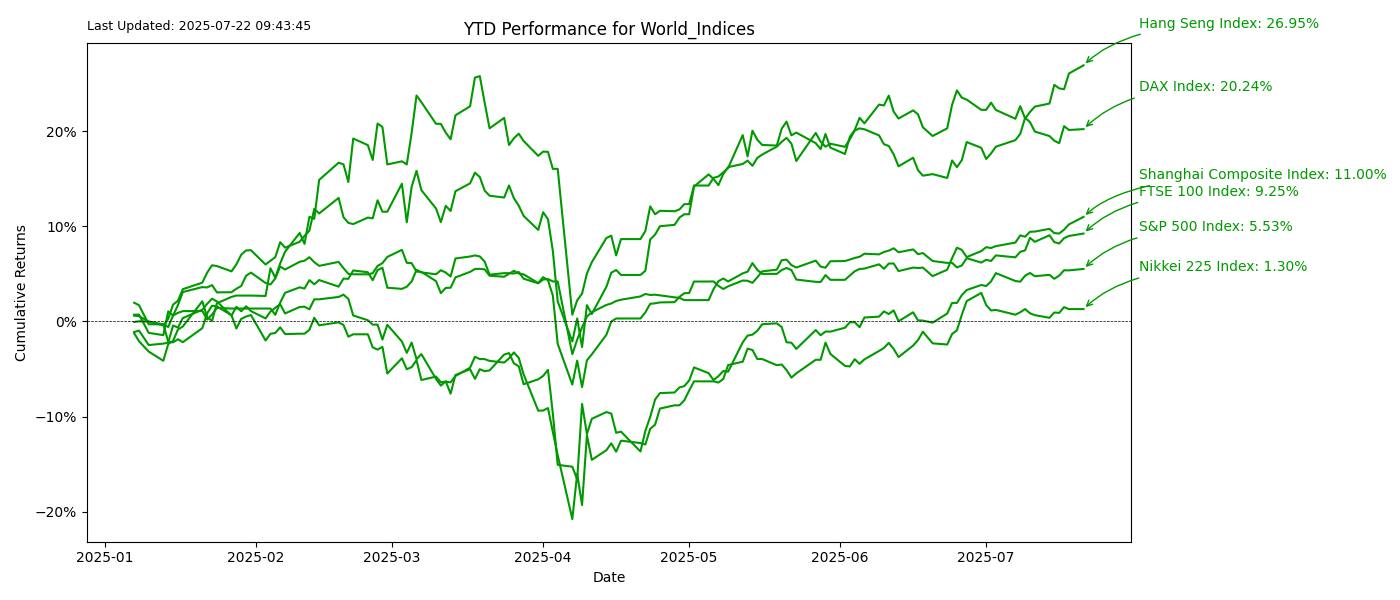 Last Updated: 2025-07-22 09:43:45
YTD Performance for World_Indices
Hang Seng Index: 26.95%
DAX Index: 20.24%
Shanghai Composite Index: 11.00%
FTSE 100 Index: 9.25%
S&P 500 Index: 5.53%
Nikkei 225 Index: 1.30%
Cumulative Returns
20%
10%
0%
−10%
−20%
2025-01
2025-02
2025-03
2025-04
2025-05
2025-06
2025-07
Date